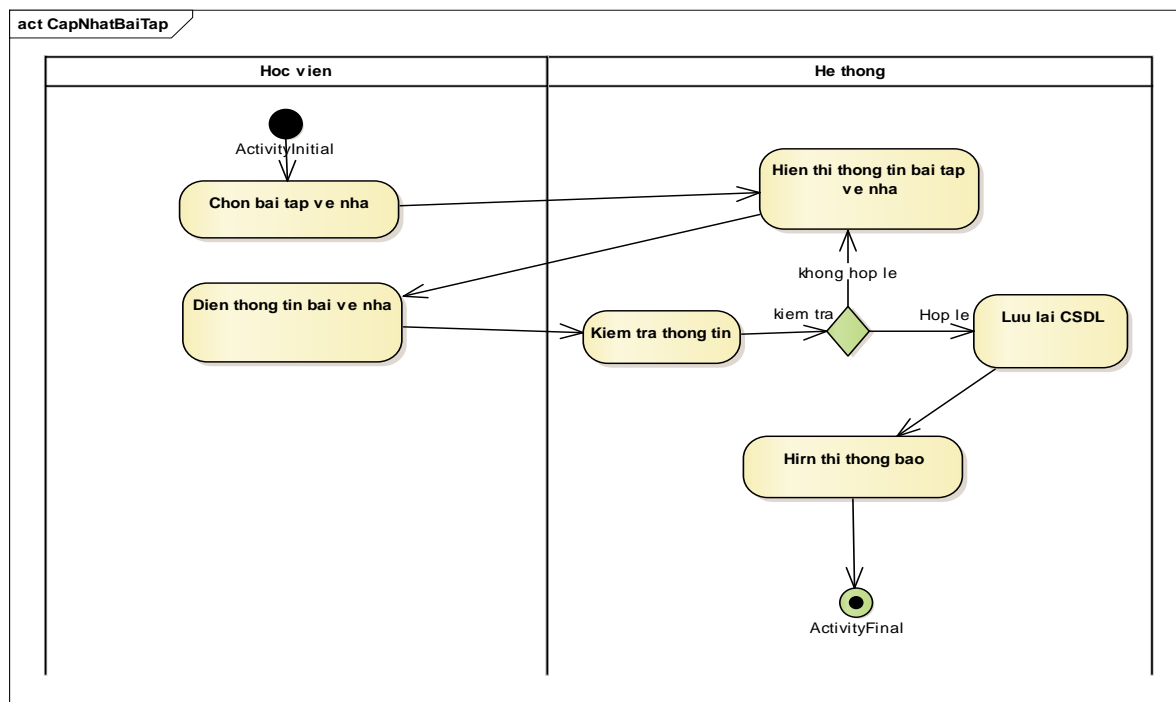 act CapNhatBaiTap
Hoc vien
He thong
ActivityInitial
Chon bai tap ve nha
Hien thi thong tin bai tap
ve nha
khong hop le
Dien thong tin bai ve nha
Kiem tra thong tin
kiem tra
Hop le
Luu lai CSDL
Hirn thi thong bao
ActivityFinal